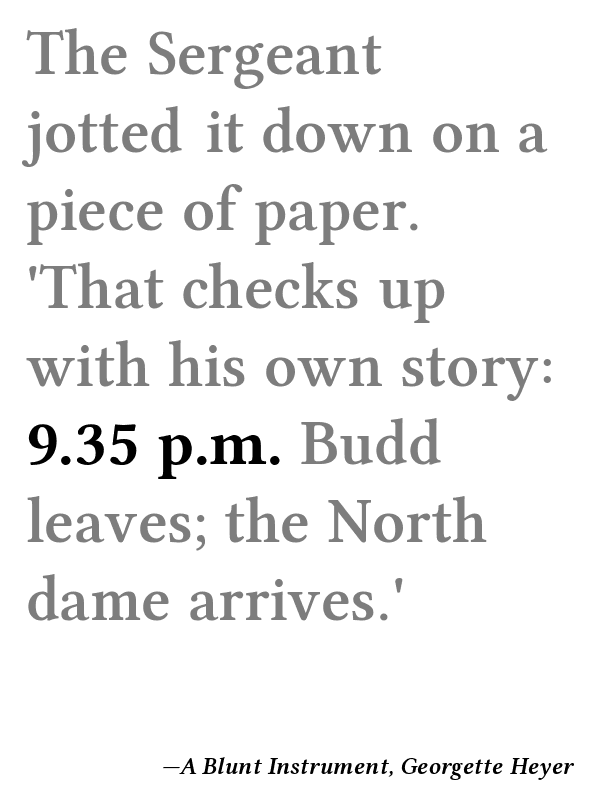 The Sergeant
jotted it down on a
piece of paper.
'That checks up
with his own story:
9.35 p.m. Budd
leaves; the North
dame arrives.'
—A Blunt Instrument, Georgette Heyer